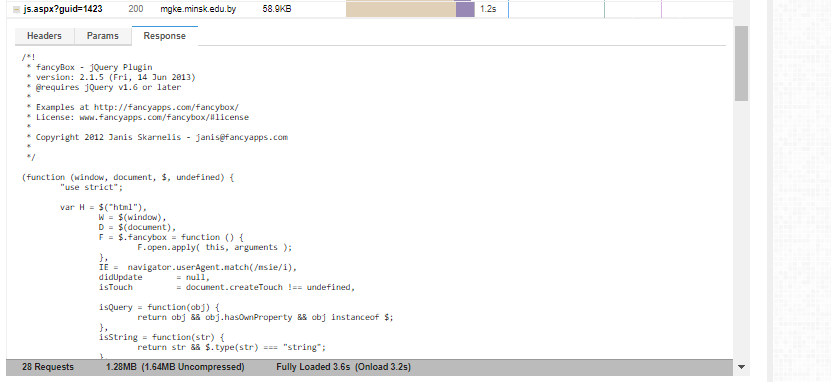 js.aspx?guid=1423 200 mgke.minsk.edu.by 58.9KB 1.2s
Headers Params Response
/*!
* fancyBox - jQuery Plugin
* version: 2.1.5 (Fri, 14 Jun 2013)
* @requires jQuery v1.6 or later
*
* Examples at http://fancyapps.com/fancybox/
* License: www.fancyapps.com/fancybox/#license
*
* Copyright 2012 Janis Skarnelis - janis@fancyapps.com
*
*/
(function (window, document, $, undefined) {
"use strict";
var H = $("html"),
W = $(window),
D = $(document),
F = $.fancybox = function () {
F.open.apply( this, arguments );
},
IE = navigator.userAgent.match(/msie/i),
didUpdate = null,
isTouch = document.createTouch !== undefined,
isQuery = function(obj) {
return obj && obj.hasOwnProperty && obj instanceof $;
},
isString = function(str) {
return str && $.type(str) === "string";
}
28 Requests 1.28MB (1.64MB Uncompressed) Fully Loaded 3.6s (Onload 3.2s)